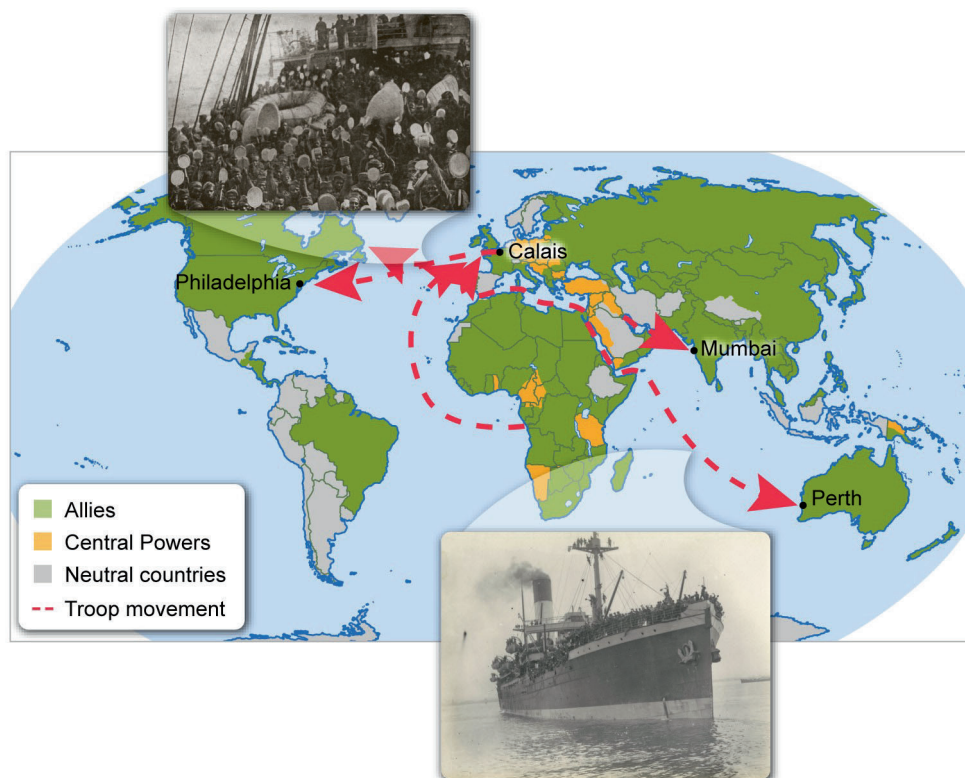 Calais
Philadelphia
Mumbai
Perth
Allies
Central Powers
Neutral countries
Troop movement